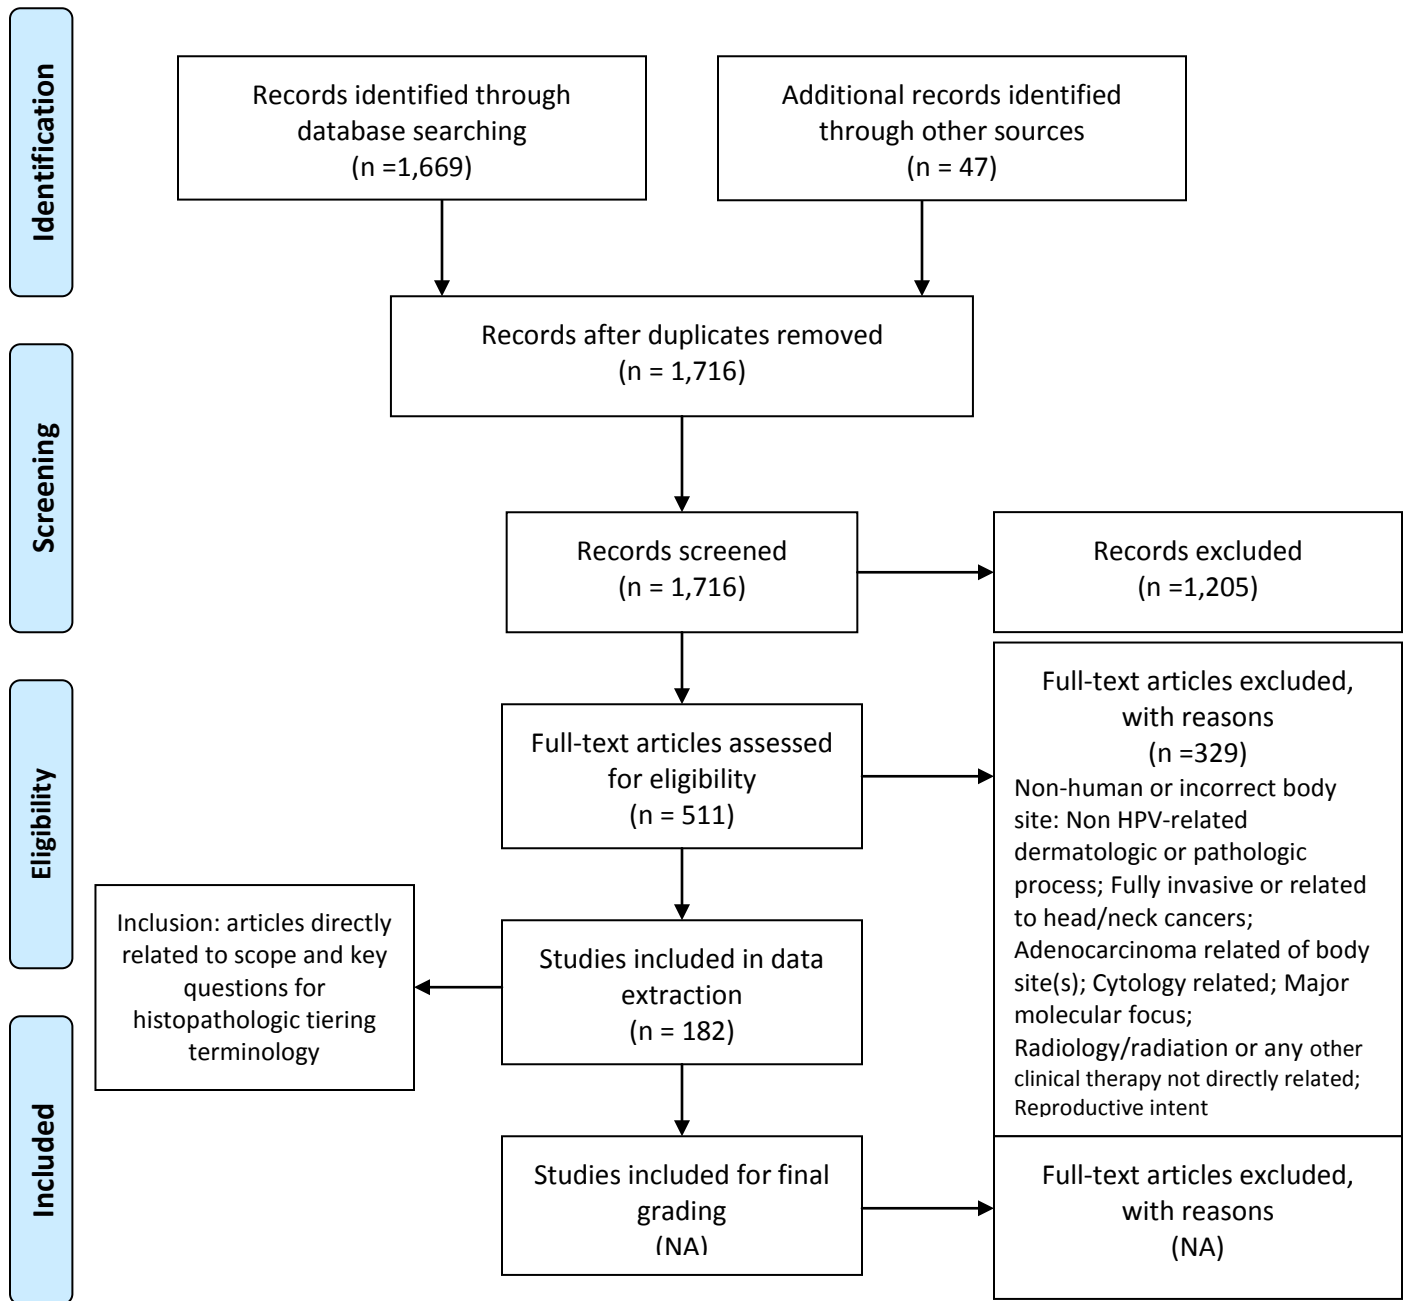 Identification
Records identified through
database searching
(n =1,669)
Additional records identified
through other sources
(n = 47)
Records after duplicates removed
(n = 1,716)
Screening
Records screened
(n = 1,716)
Records excluded
(n =1,205)
Eligibility
Full-text articles assessed
for eligibility
(n = 511)
Full-text articles excluded,
with reasons
(n =329)
Non-human or incorrect body
site: Non HPV-related
dermatologic or pathologic
process; Fully invasive or related
to head/neck cancers;
Adenocarcinoma related of body
site(s); Cytology related; Major
molecular focus;
Radiology/radiation or any other
clinical therapy not directly related;
Reproductive intent
Inclusion: articles directly
related to scope and key
questions for
histopathologic tiering
terminology
Studies included in data
extraction
(n = 182)
Included
Studies included for final
grading
(NA)
Full-text articles excluded,
with reasons
(NA)